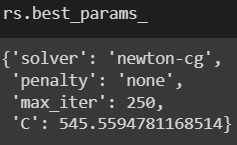 rs.best_params_
{'solver': 'newton-cg',
'penalty': 'none',
'max_iter': 250,
'C': 545.5594781168514}